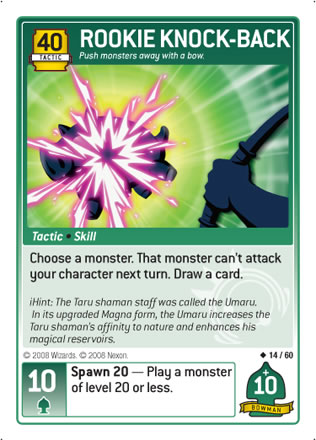 40
TACTIC
ROOKIE KNOCK-BACK
Push monsters away with a bow.
Tactic • Skill
Choose a monster. That monster can't attack
your character next turn. Draw a card.
iHint: The Taru shaman staff was called the Umaru.
In its upgraded Magna form, the Umaru increases the
Taru shaman's affinity to nature and enhances his
magical reservoirs.
© 2008 Wizards. © 2008 Nexon.
◆ 14 / 60
10
Spawn 20 — Play a monster
of level 20 or less.
+
10
BOWMAN